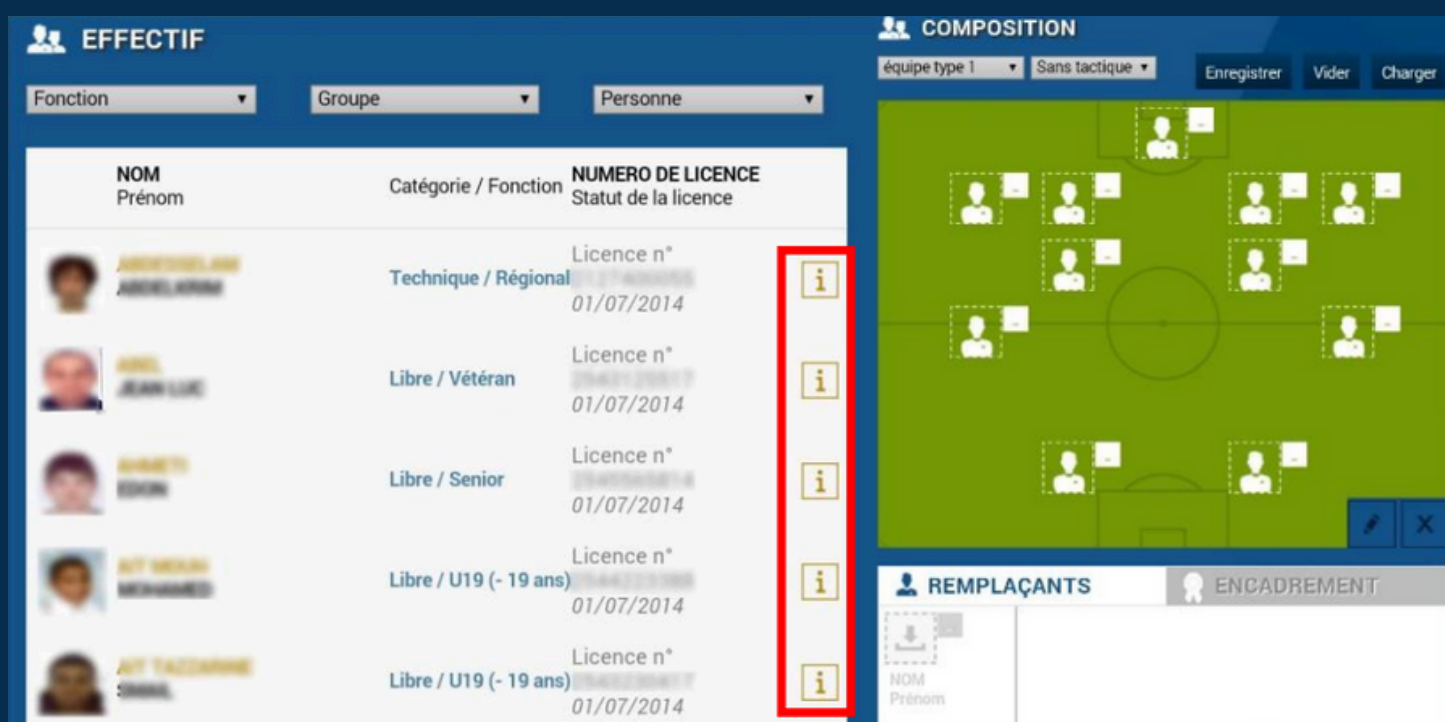 EFFECTIF
Fonction
Groupe
Personne
NOM
Prénom
Catégorie / Fonction
NUMERO DE LICENCE
Statut de la licence
Technique / Régional
Licence n°
01/07/2014
i
Libre / Vétéran
Licence n°
01/07/2014
i
Libre / Senior
Licence n°
01/07/2014
i
Libre / U19 (- 19 ans)
Licence n°
01/07/2014
i
Libre / U19 (- 19 ans)
Licence n°
01/07/2014
i
COMPOSITION
équipe type 1
Sans tactique
Enregistrer
Vider
Charger
X
REMPLAÇANTS
ENCADREMENT
NOM
Prénom